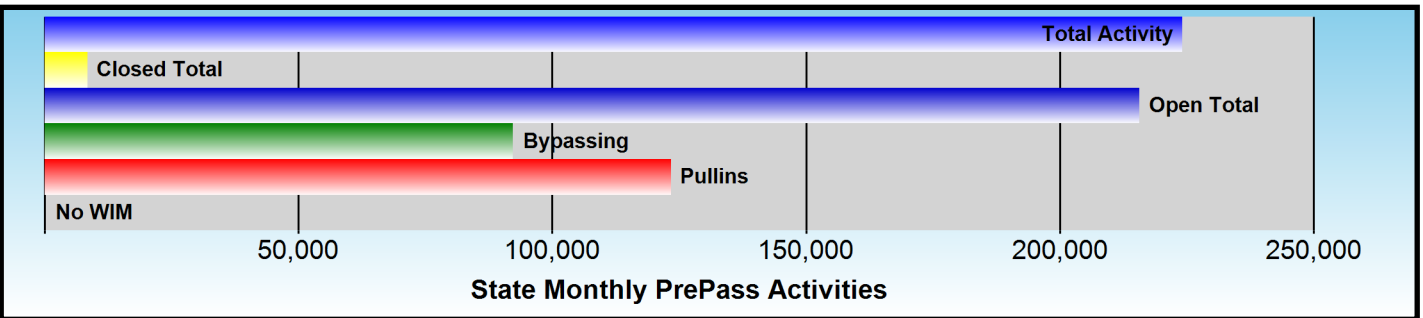 Total Activity
Closed Total
Open Total
Bypassing
Pullins
No WIM
50,000 100,000 150,000 200,000 250,000
State Monthly PrePass Activities